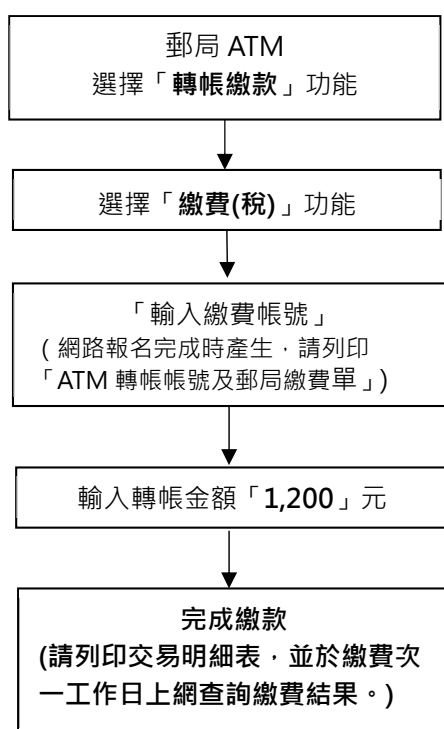 郵局 ATM
選擇「轉帳繳款」功能
選擇「繳費(稅)」功能
「輸入繳費帳號」
(網路報名完成時產生，請列印
「ATM 轉帳帳號及郵局繳費單」)
輸入轉帳金額「1,200」元
完成繳款
(請列印交易明細表，並於繳費次
一工作日上網查詢繳費結果。)